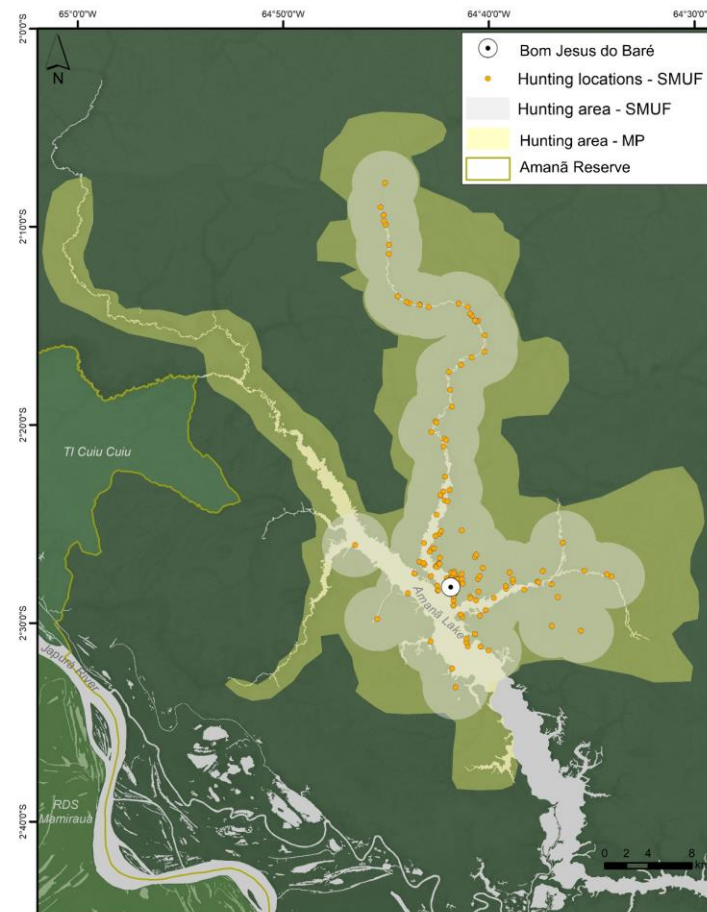 65°0'0"W
64°50'0"W
64°40'0"W
64°30'0"
2°0'0"S
2°10'0"S
2°20'0"S
2°30'0"S
2°40'0"S
N
Bom Jesus do Baré
Hunting locations - SMUF
Hunting area - SMUF
Hunting area - MP
Amanã Reserve
TI Cuiu Cuiu
Amanã Lake
Japurá River
RDS
Mamirauá
0 2 4 8
km